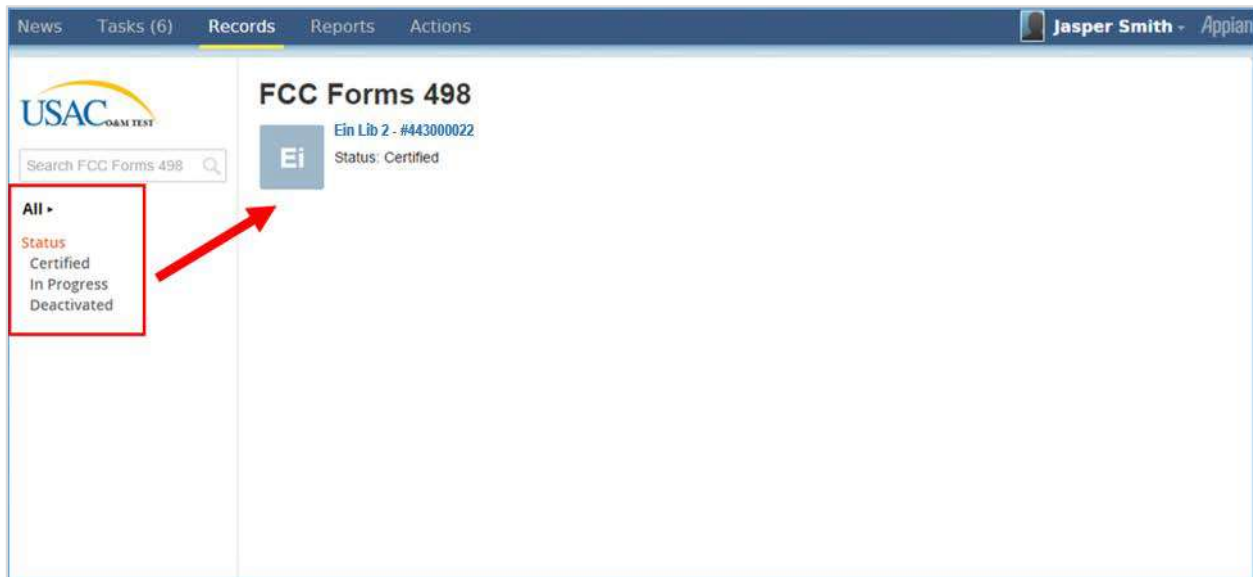 News Tasks (6) Records Reports Actions Jasper Smith Appian
USAC O&M TEST
Search FCC Forms 498
All
Status
Certified
In Progress
Deactivated
FCC Forms 498
Ei
Ein Lib 2 - #443000022
Status: Certified